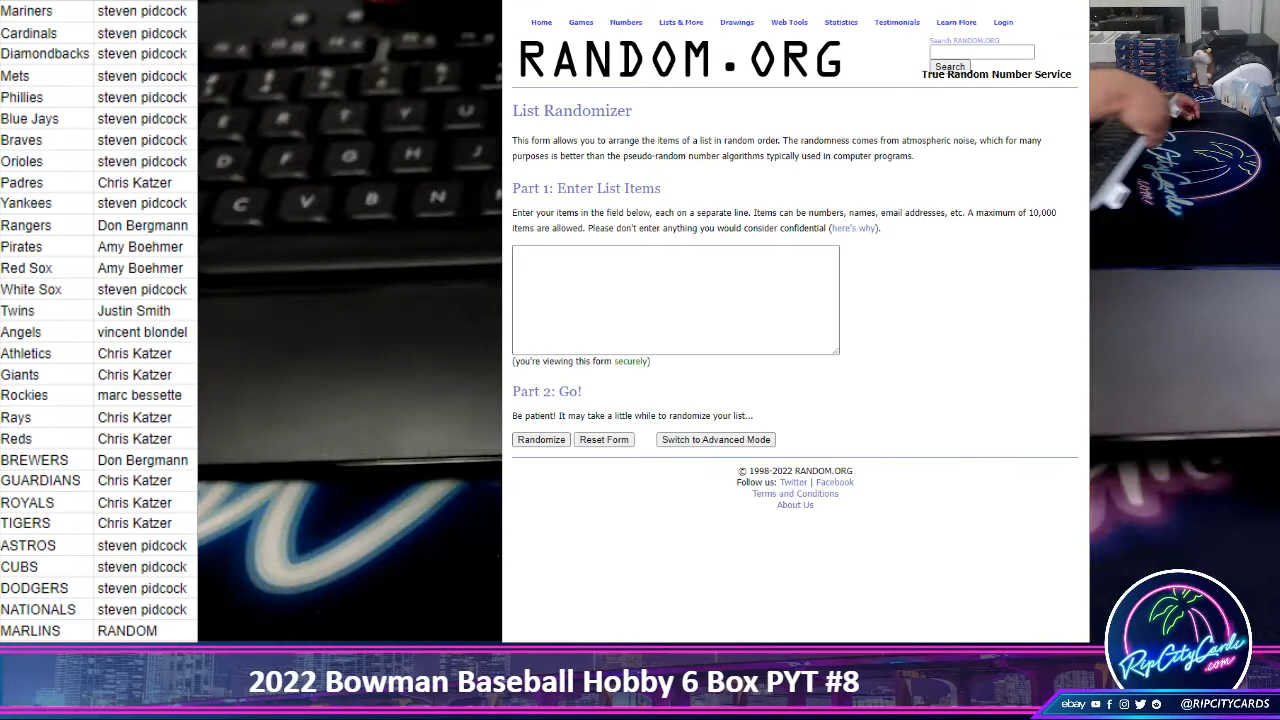 Mariners steven pidcock
Cardinals steven pidcock
Diamondbacks steven pidcock
Mets steven pidcock
Phillies steven pidcock
Blue Jays steven pidcock
Braves steven pidcock
Orioles steven pidcock
Padres Chris Katzer
Yankees steven pidcock
Rangers Don Bergmann
Pirates Amy Boehmer
Red Sox Amy Boehmer
White Sox steven pidcock
Twins Justin Smith
Angels vincent blondel
Athletics Chris Katzer
Giants Chris Katzer
Rockies marc bessette
Rays Chris Katzer
Reds Chris Katzer
BREWERS Don Bergmann
GUARDIANS Chris Katzer
ROYALS Chris Katzer
TIGERS Chris Katzer
ASTROS steven pidcock
CUBS steven pidcock
DODGERS steven pidcock
NATIONALS steven pidcock
MARLINS RANDOM
E R T Y U
D F G H J
C V B N
Home Games Numbers Lists & More Drawings Web Tools Statistics Testimonials Learn More Login
RANDOM.ORG
Search RANDOM.ORG
Search
True Random Number Service
List Randomizer
This form allows you to arrange the items of a list in random order. The randomness comes from atmospheric noise, which for many
purposes is better than the pseudo-random number algorithms typically used in computer programs.
Part 1: Enter List Items
Enter your items in the field below, each on a separate line. Items can be numbers, names, email addresses, etc. A maximum of 10,000
items are allowed. Please don't enter anything you would consider confidential (here's why).
(you're viewing this form securely)
Part 2: Go!
Be patient! It may take a little while to randomize your list...
Randomize Reset Form Switch to Advanced Mode
© 1998-2022 RANDOM.ORG
Follow us: Twitter | Facebook
Terms and Conditions
About Us
2022 Bowman Baseball Hobby 6 Box PYT #8
RipCityCards
.com
ebay @RIPCITYCARDS